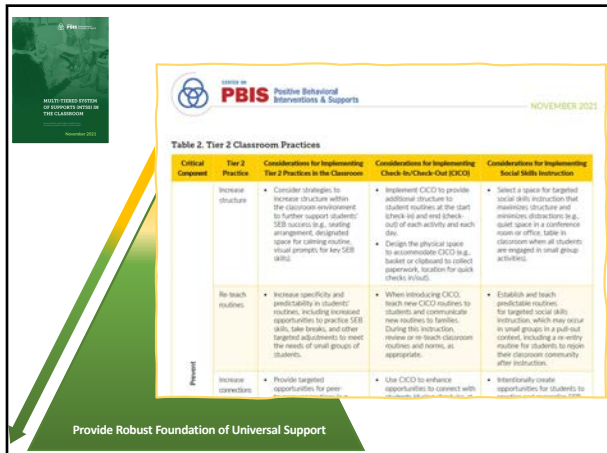 PBIS
MULTI-TIERED SYSTEM
OF SUPPORTS (MTSS) IN
THE CLASSROOM
November 2021
CENTER ON
PBIS Positive Behavioral
Interventions & Supports
NOVEMBER 2021
Table 2. Tier 2 Classroom Practices
Critical
Component
Tier 2
Practice
Considerations for Implementing
Tier 2 Practices in the Classroom
Considerations for Implementing
Check-In/Check-Out (CICO)
Considerations for Implementing
Social Skills Instruction
Prevent
Increase
structure
• Consider strategies to
increase structure within
the classroom environment
to further support students'
SEB success (e.g., seating
arrangement, designated
space for calming routine,
visual prompts for key SEB
skills).
• Implement CICO to provide
additional structure to
student routines at the start
(check-in) and end (check-
out) of each activity and each
day.
• Design the physical space
to accommodate CICO (e.g.,
basket or clipboard to collect
paperwork, location for quick
checks in/out).
• Select a space for targeted
social skills instruction that
maximizes structure and
minimizes distractions (e.g.,
quiet space in a conference
room or office, table in
classroom when all students
are engaged in small group
activities).
Re-teach
routines
• Increase specificity and
predictability in students'
routines, including increased
opportunities to practice SEB
skills, take breaks, and other
targeted adjustments to meet
the needs of small groups of
students.
• When introducing CICO,
teach new CICO routines to
students and communicate
new routines to families.
During this instruction,
review or re-teach classroom
routines and norms, as
appropriate.
• Establish and teach
predictable routines
for targeted social skills
instruction, which may occur
in small groups in a pull-out
context, including a re-entry
routine for students to rejoin
their classroom community
after instruction.
Increase
connections
• Provide targeted
opportunities for peer-
• Use CICO to enhance
opportunities to connect with
• Intentionally create
opportunities for students to
Provide Robust Foundation of Universal Support